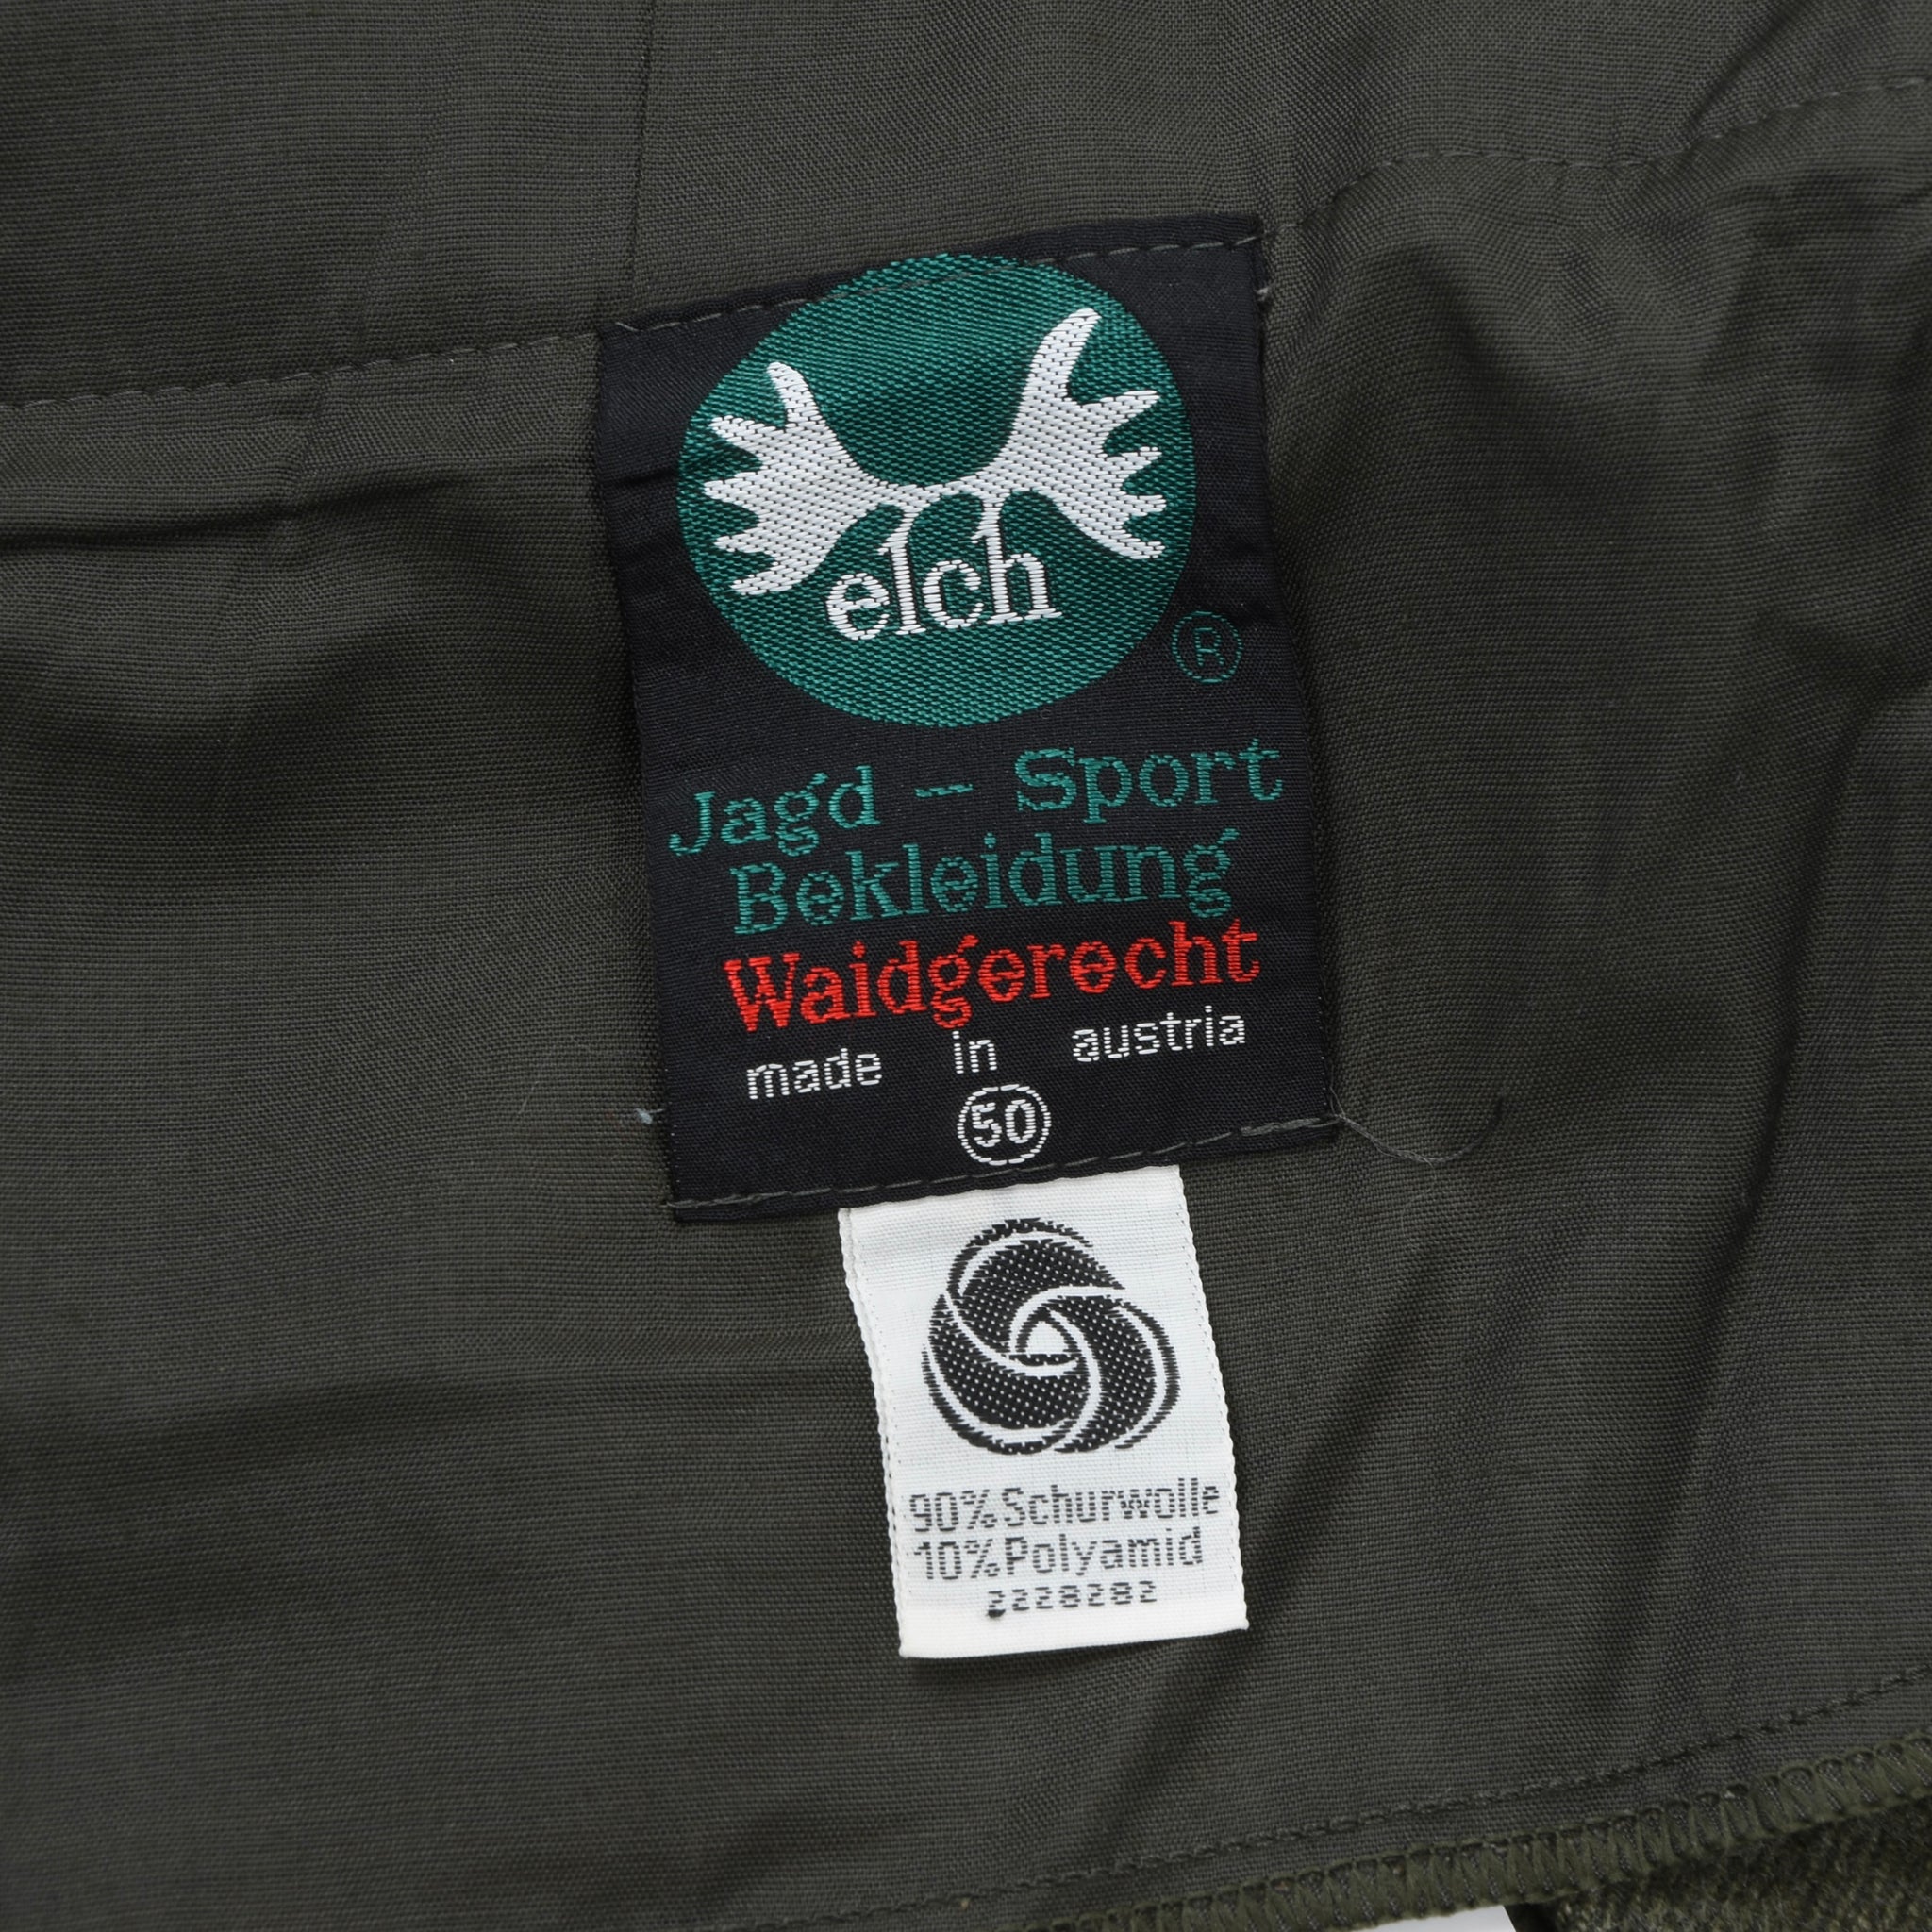 elch
®
Jagd - Sport
Bekleidung
Waidgerecht
made in austria
50
90% Schurwolle
10% Polyamid
2228282